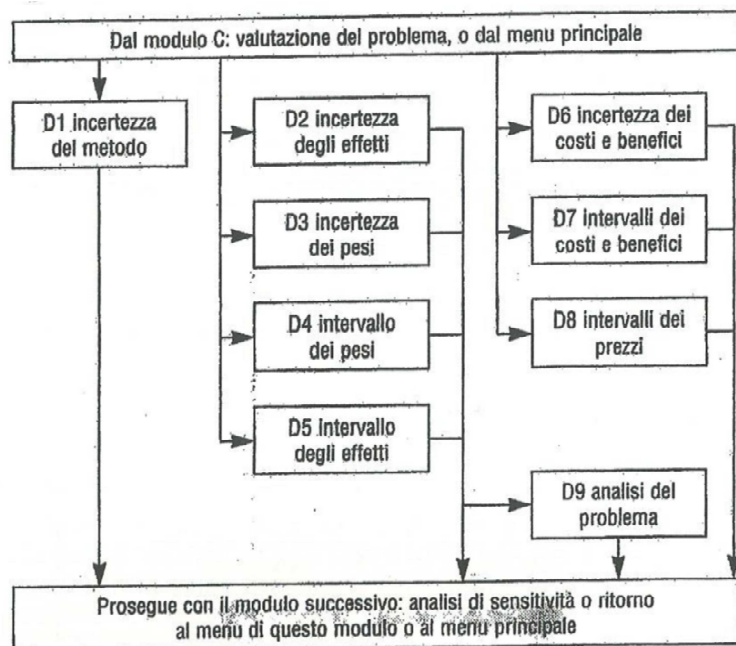 Dal modulo C: valutazione del problema, o dal menu principale
D1 incertezza
del metodo
D2 incertezza
degli effetti
D3 incertezza
dei pesi
D4 intervallo
dei pesi
D5 intervallo
degli effetti
D6 incertezza dei
costi e benefici
D7 intervalli dei
costi e benefici
D8 intervalli dei
prezzi
D9 analisi del
problema
Prosegue con il modulo successivo: analisi di sensitività o ritorno
al menu di questo modulo o al menu principale